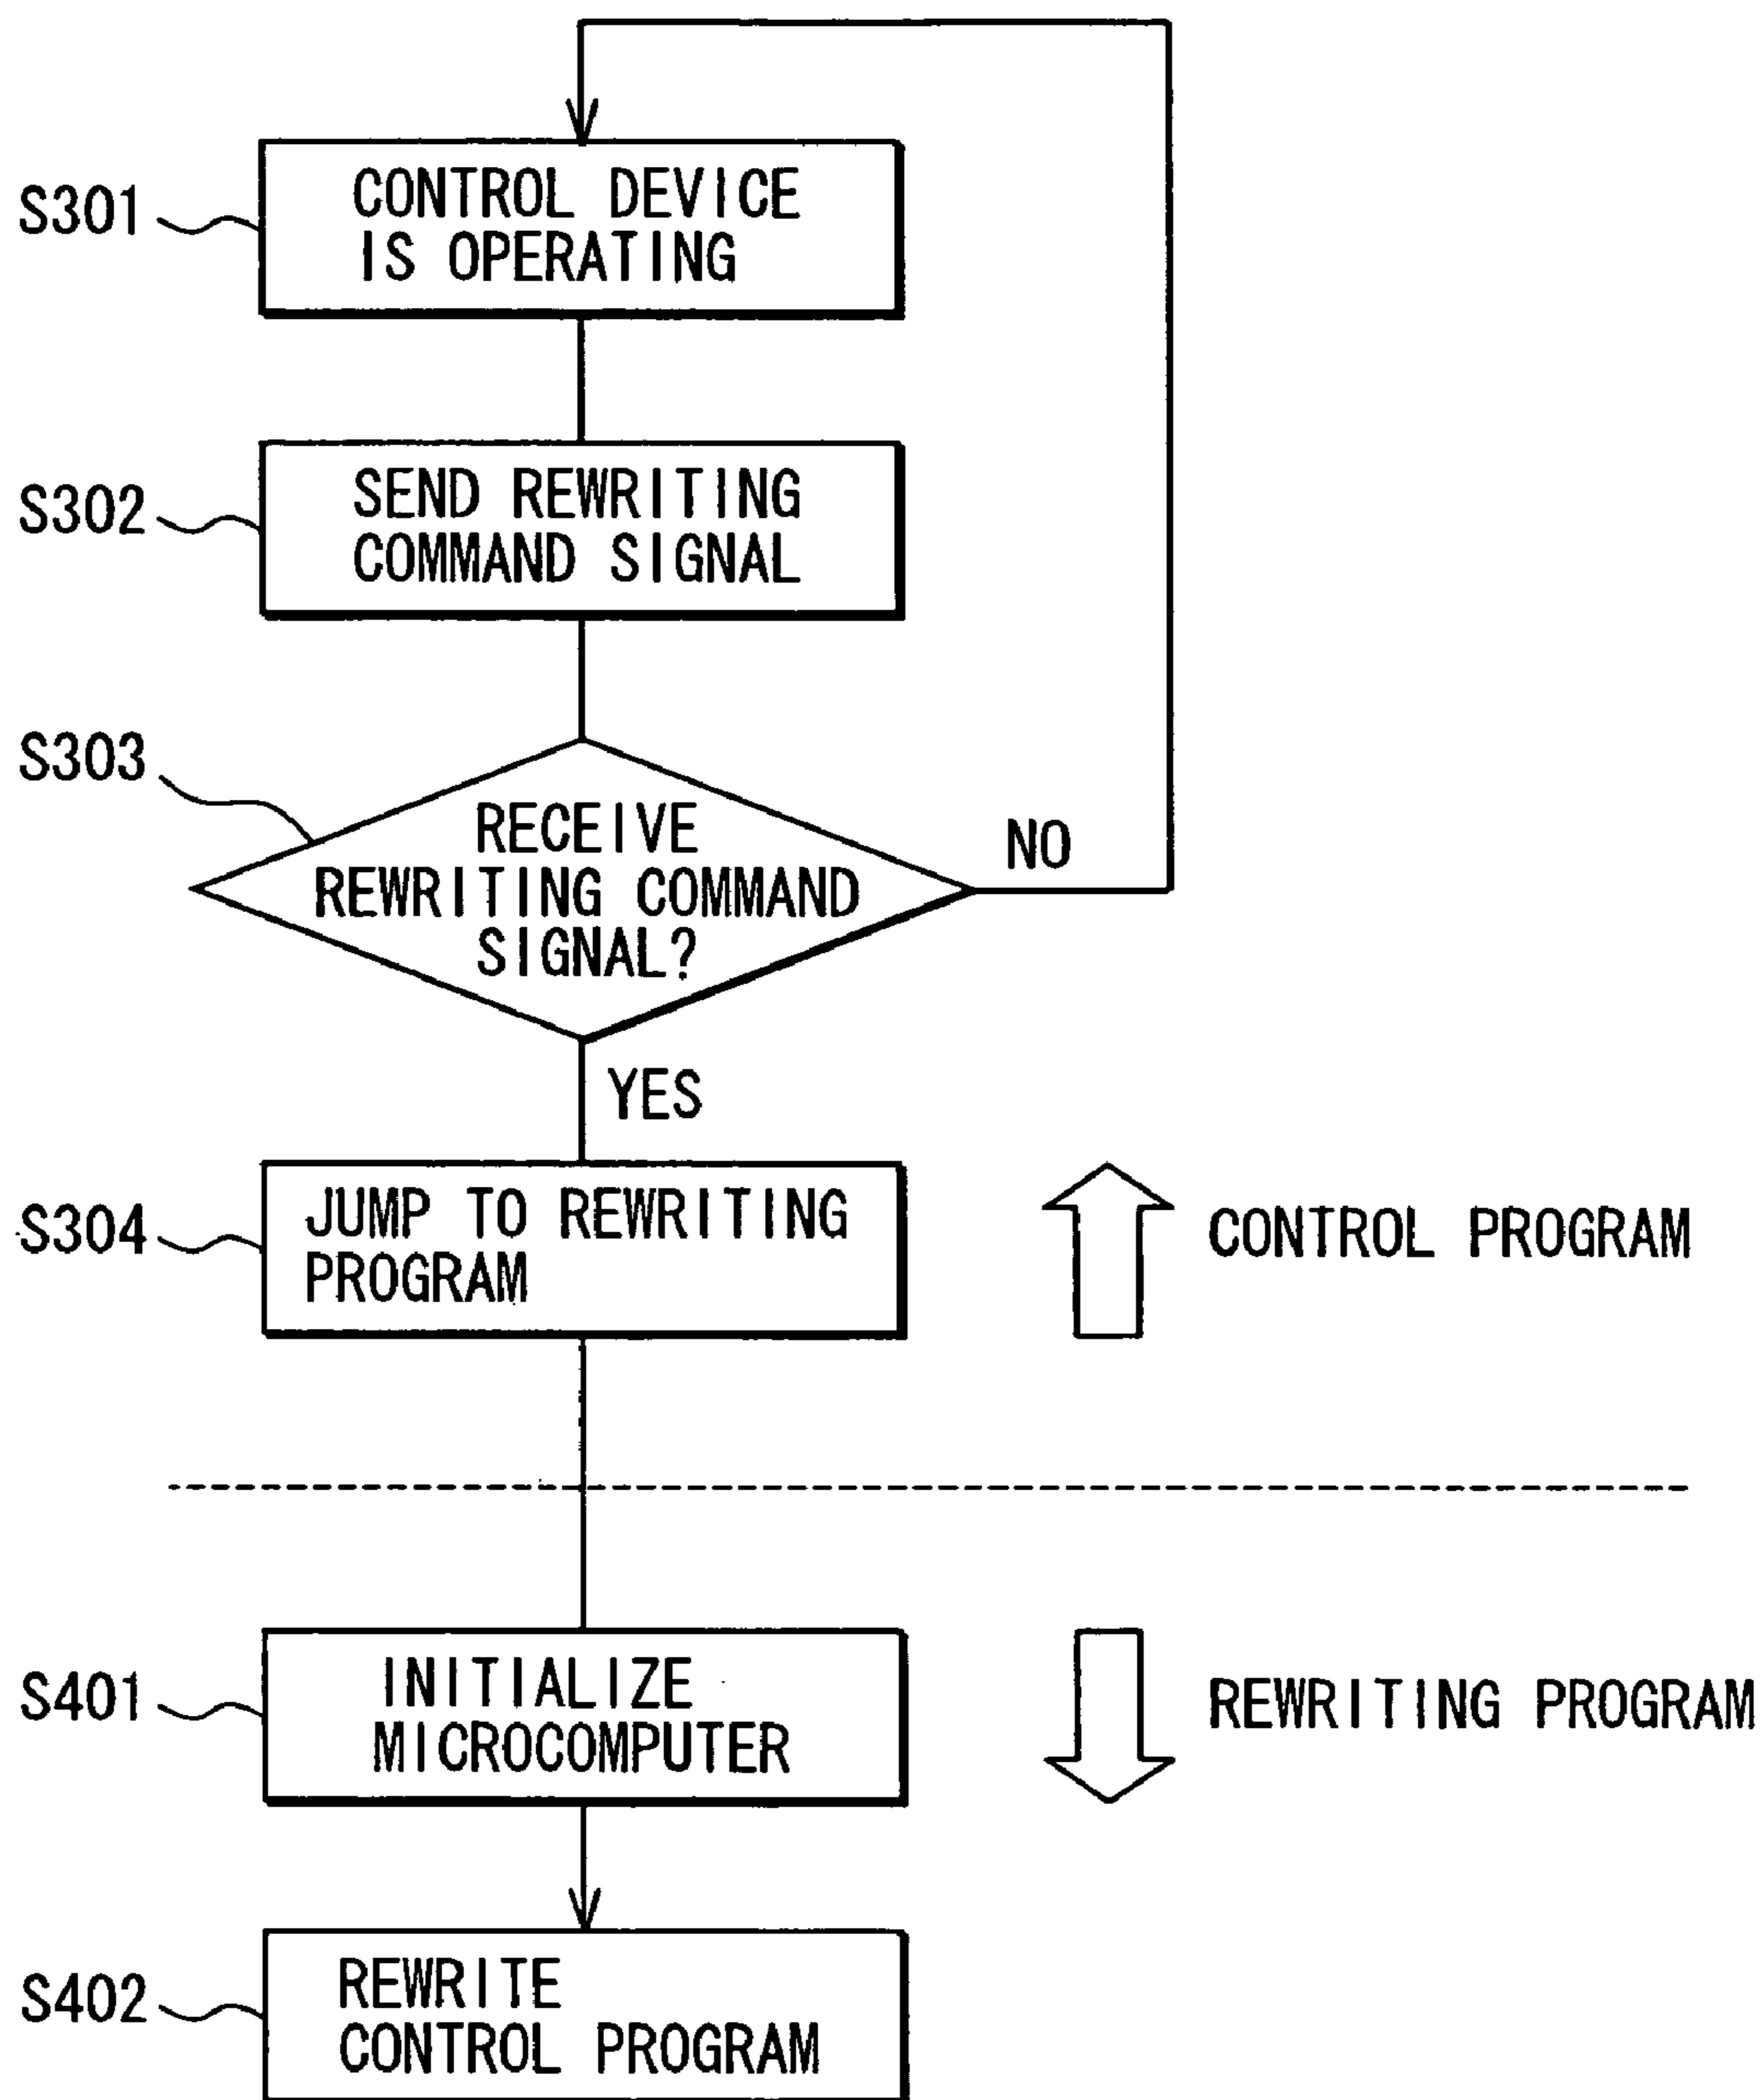 S301
CONTROL DEVICE
IS OPERATING
S302
SEND REWRITING
COMMAND SIGNAL
S303
RECEIVE
REWRITING COMMAND
SIGNAL?
NO
YES
S304
JUMP TO REWRITING
PROGRAM
CONTROL PROGRAM
S401
INITIALIZE
MICROCOMPUTER
REWRITING PROGRAM
S402
REWRITE
CONTROL PROGRAM